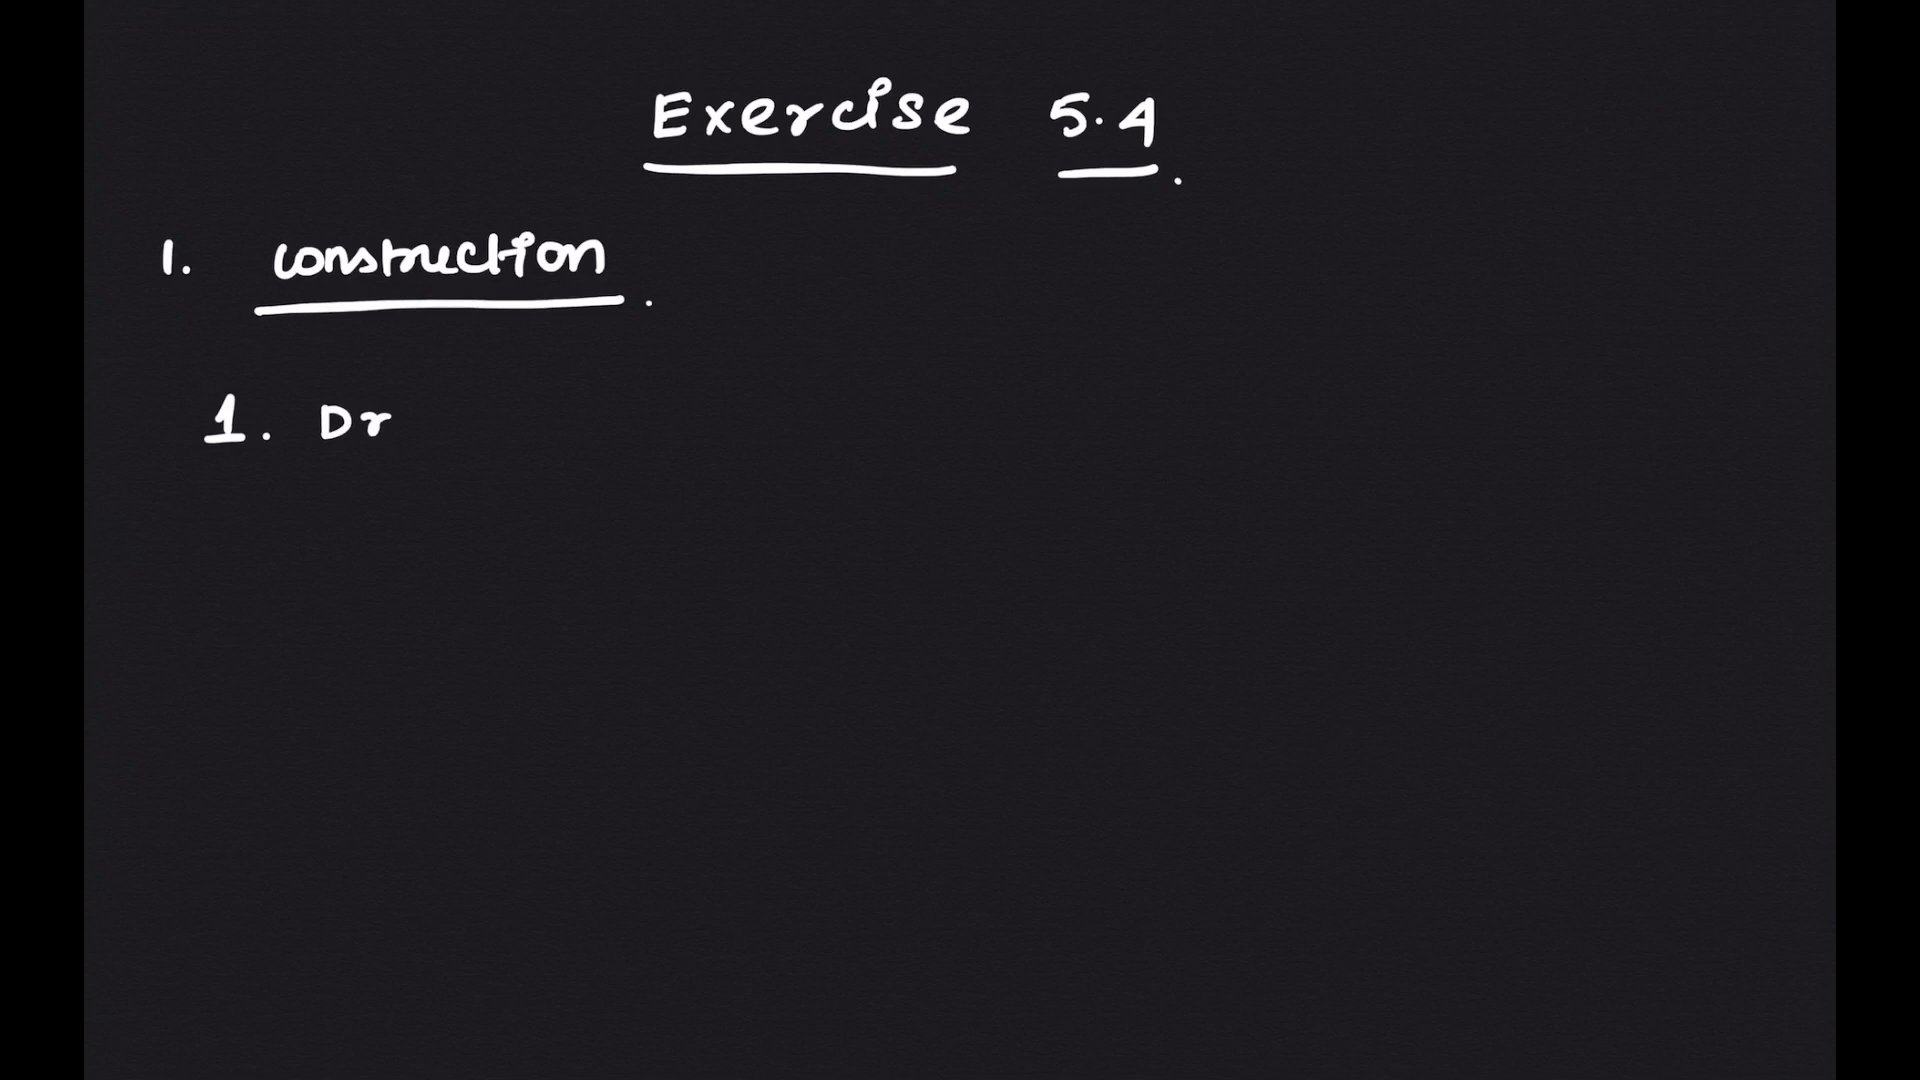 Exercise 5.4.
1. construction.
1. Dr